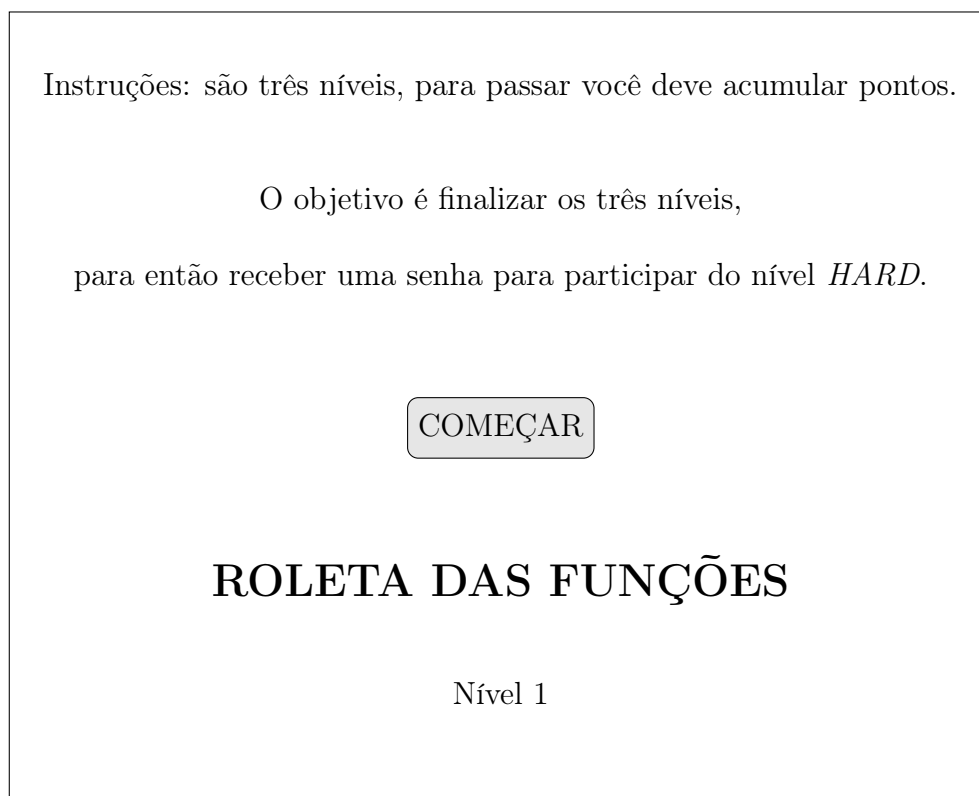 Instruções: são três níveis, para passar você deve acumular pontos.
O objetivo é finalizar os três níveis,
para então receber uma senha para participar do nível HARD.
COMEÇAR
ROLETA DAS FUNÇÕES
Nível 1